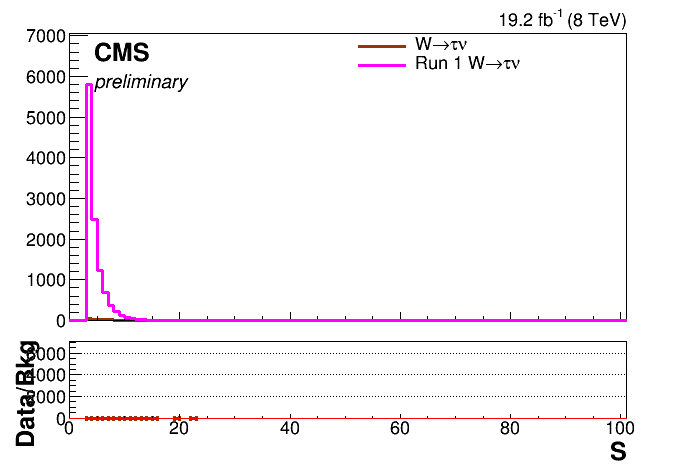 19.2 fb-1 (8 TeV)
CMS
preliminary
W→τν
Run 1 W→τν
7000
6000
5000
4000
3000
2000
1000
0
Data/Bkg
0
0 20 40 60 80 100
S